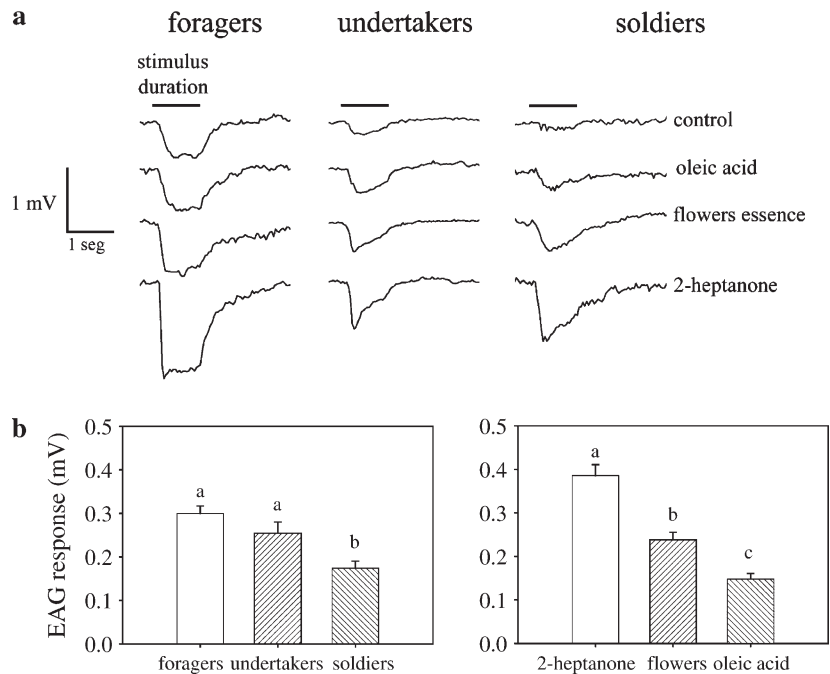 a
foragers undertakers soldiers
stimulus
duration
control
oleic acid
1 mV
flowers essence
1 seg
2-heptanone
b
EAG response (mV)
0.5
0.4
0.3
0.2
0.1
0.0
a
a
b
foragers undertakers soldiers
0.5
0.4
0.3
0.2
0.1
0.0
a
b
c
2-heptanone flowers oleic acid